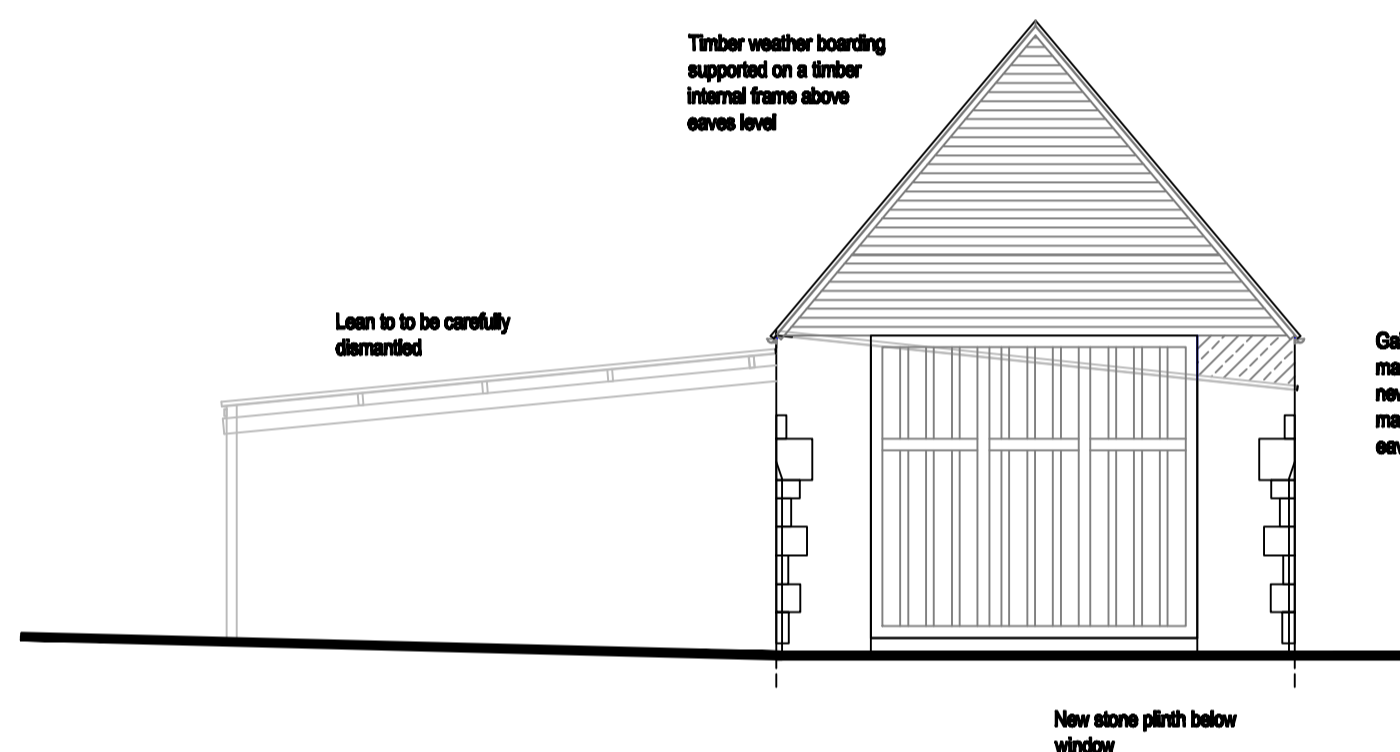 Timber weather boarding
supported on a timber
internal frame above
eaves level
Lean to to be carefully
dismantled
New stone plinth below
window